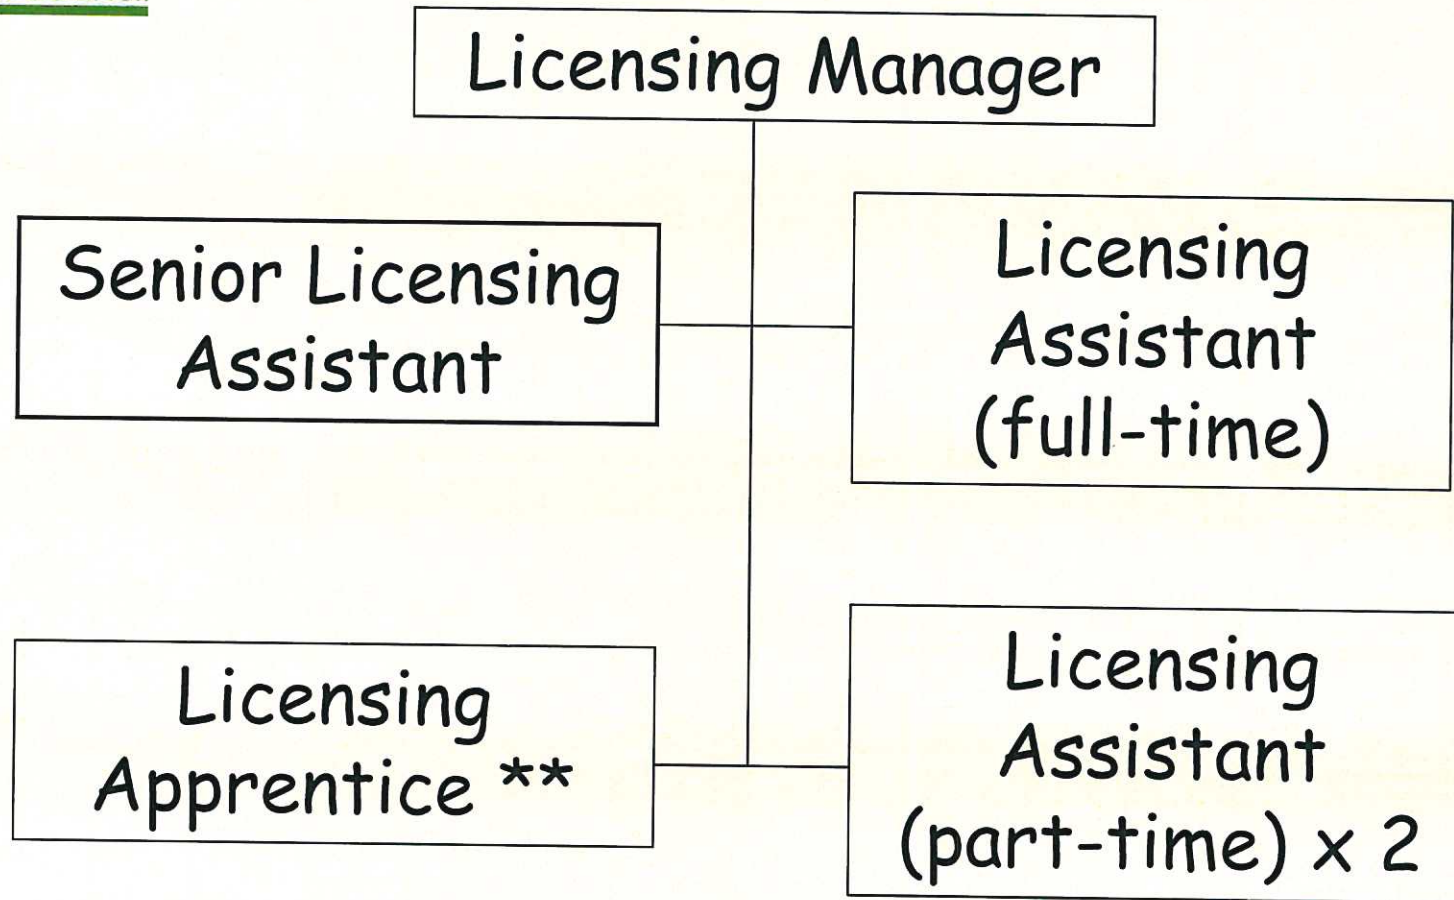 Licensing Manager
Senior Licensing
Assistant
Licensing
Assistant
(full-time)
Licensing
Apprentice **
Licensing
Assistant
(part-time) x 2